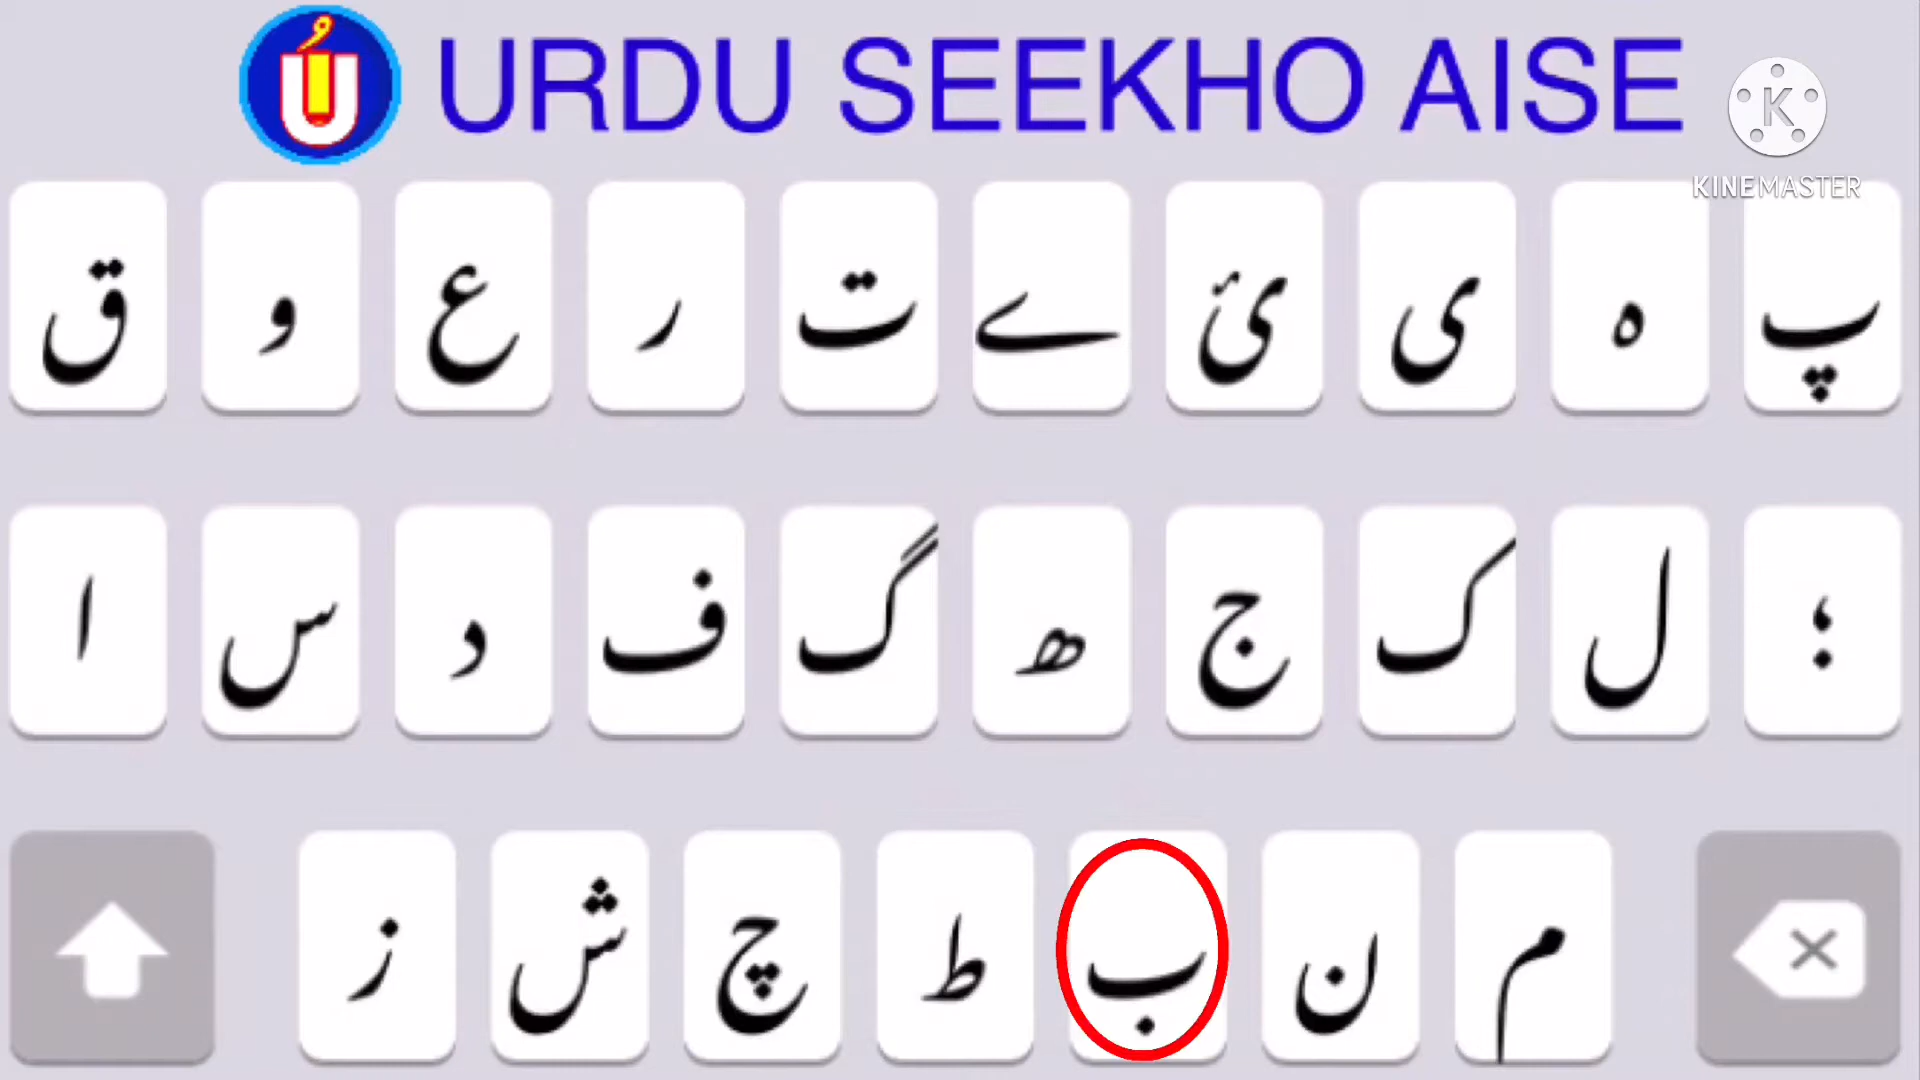 URDU SEEKHO AISE
KINEMASTER
ق و ع ر ت ے ئ ی ہ پ
ا س د ف گ ھ ج ک ل ؛
ز ش چ ط ب ن م